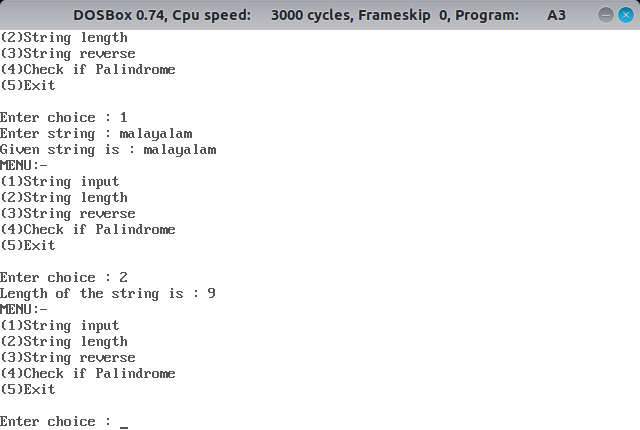 DOSBox 0.74, Cpu speed: 3000 cycles, Frameskip 0, Program: A3
(2)String length
(3)String reverse
(4)Check if Palindrome
(5)Exit
Enter choice : 1
Enter string : malayalam
Given string is : malayalam
MENU:-
(1)String input
(2)String length
(3)String reverse
(4)Check if Palindrome
(5)Exit
Enter choice : 2
Length of the string is : 9
MENU:-
(1)String input
(2)String length
(3)String reverse
(4)Check if Palindrome
(5)Exit
Enter choice : _